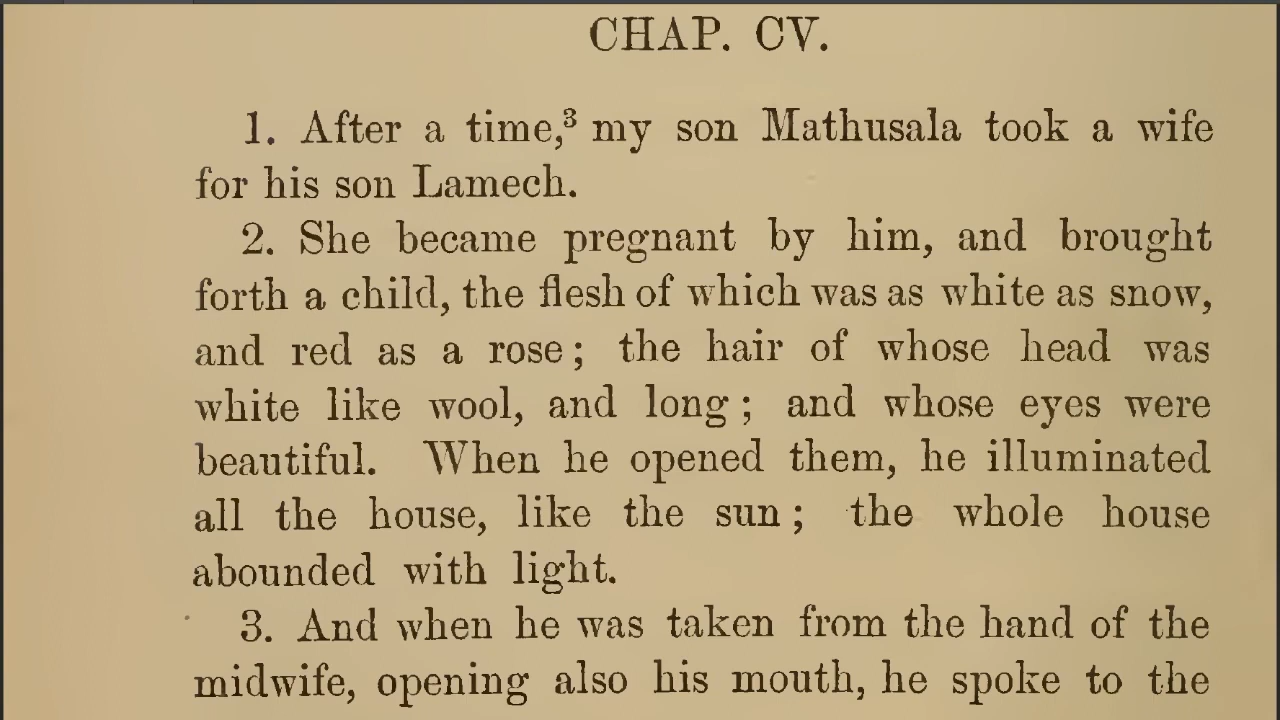 CHAP. CV.
1. After a time,³ my son Mathusala took a wife
for his son Lamech.
2. She became pregnant by him, and brought
forth a child, the flesh of which was as white as snow,
and red as a rose; the hair of whose head was
white like wool, and long; and whose eyes were
beautiful. When he opened them, he illuminated
all the house, like the sun; the whole house
abounded with light.
3. And when he was taken from the hand of the
midwife, opening also his mouth, he spoke to the